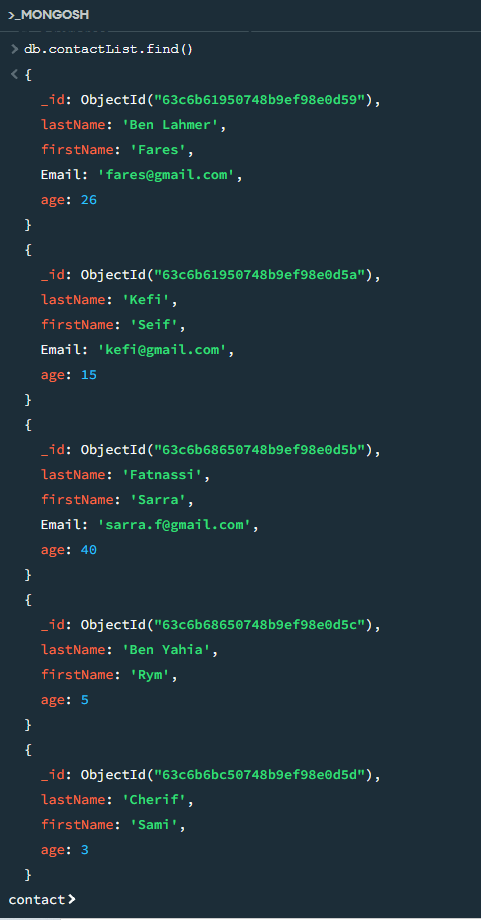 >_MONGOSH
> db.contactList.find()
< {
_id: ObjectId("63c6b61950748b9ef98e0d59"),
lastName: 'Ben Lahmer',
firstName: 'Fares',
Email: 'fares@gmail.com',
age: 26
}
{
_id: ObjectId("63c6b61950748b9ef98e0d5a"),
lastName: 'Kefi',
firstName: 'Seif',
Email: 'kefi@gmail.com',
age: 15
}
{
_id: ObjectId("63c6b68650748b9ef98e0d5b"),
lastName: 'Fatnassi',
firstName: 'Sarra',
Email: 'sarra.f@gmail.com',
age: 40
}
{
_id: ObjectId("63c6b68650748b9ef98e0d5c"),
lastName: 'Ben Yahia',
firstName: 'Rym',
age: 5
}
{
_id: ObjectId("63c6b6bc50748b9ef98e0d5d"),
lastName: 'Cherif',
firstName: 'Sami',
age: 3
}
contact>